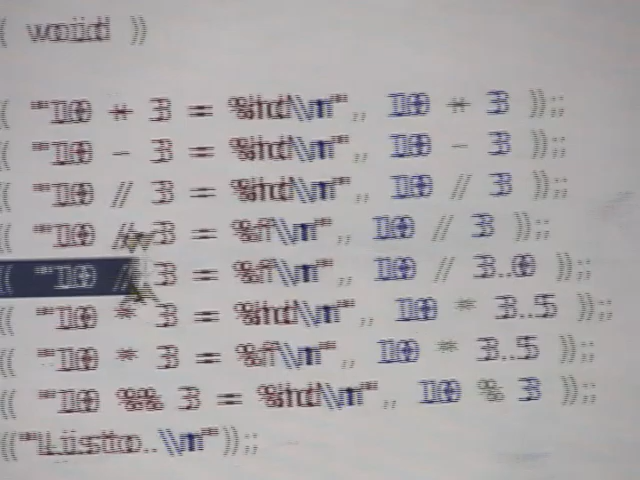 ( void )
( "10 + 3 = %hd\n", 10 + 3 );
( "10 - 3 = %hd\n", 10 - 3 );
( "10 / 3 = %hd\n", 10 / 3 );
( "10 / 3 = %f\n", 10 / 3 );
( "10 / 3 = %f\n", 10 / 3.0 );
( "10 * 3 = %hd\n", 10 * 3.5 );
( "10 * 3 = %f\n", 10 * 3.5 );
( "10 %% 3 = %hd\n", 10 % 3 );
("Listo.\n");